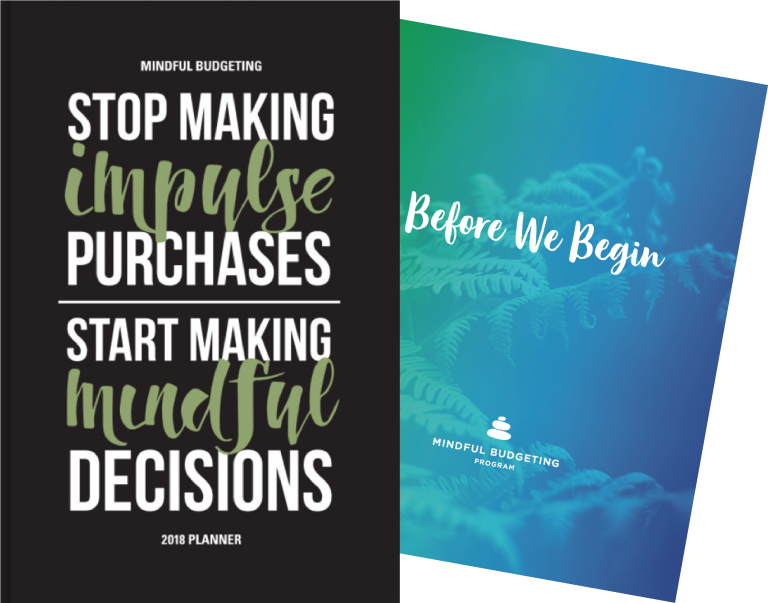 MINDFUL BUDGETING
STOP MAKING
impulse
PURCHASES
START MAKING
mindful
DECISIONS
2018 PLANNER
Before We Begin
MINDFUL BUDGETING
PROGRAM